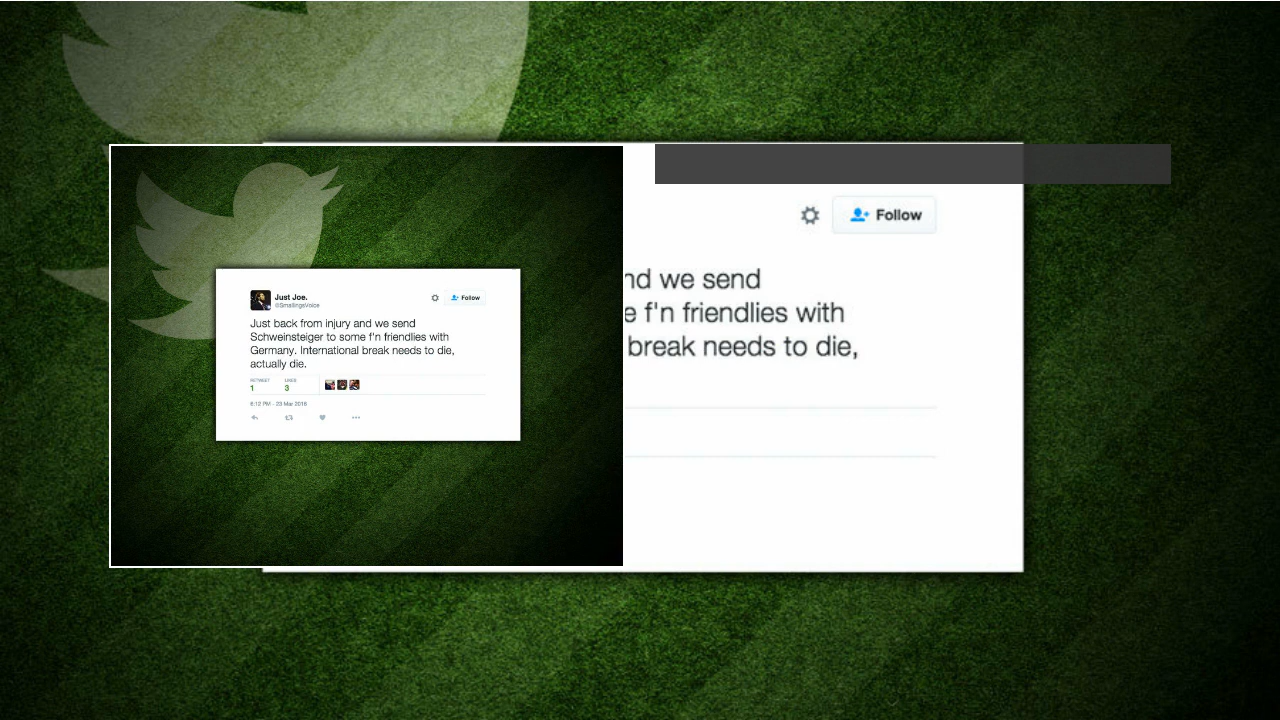 Just Joe.
@SmallingsVoice
Follow
Just back from injury and we send
Schweinsteiger to some f'n friendlies with
Germany. International break needs to die,
actually die.
RETWEET
LIKES
1
3
6:12 PM - 23 Mar 2016
Follow
nd we send
e f'n friendlies with
break needs to die,